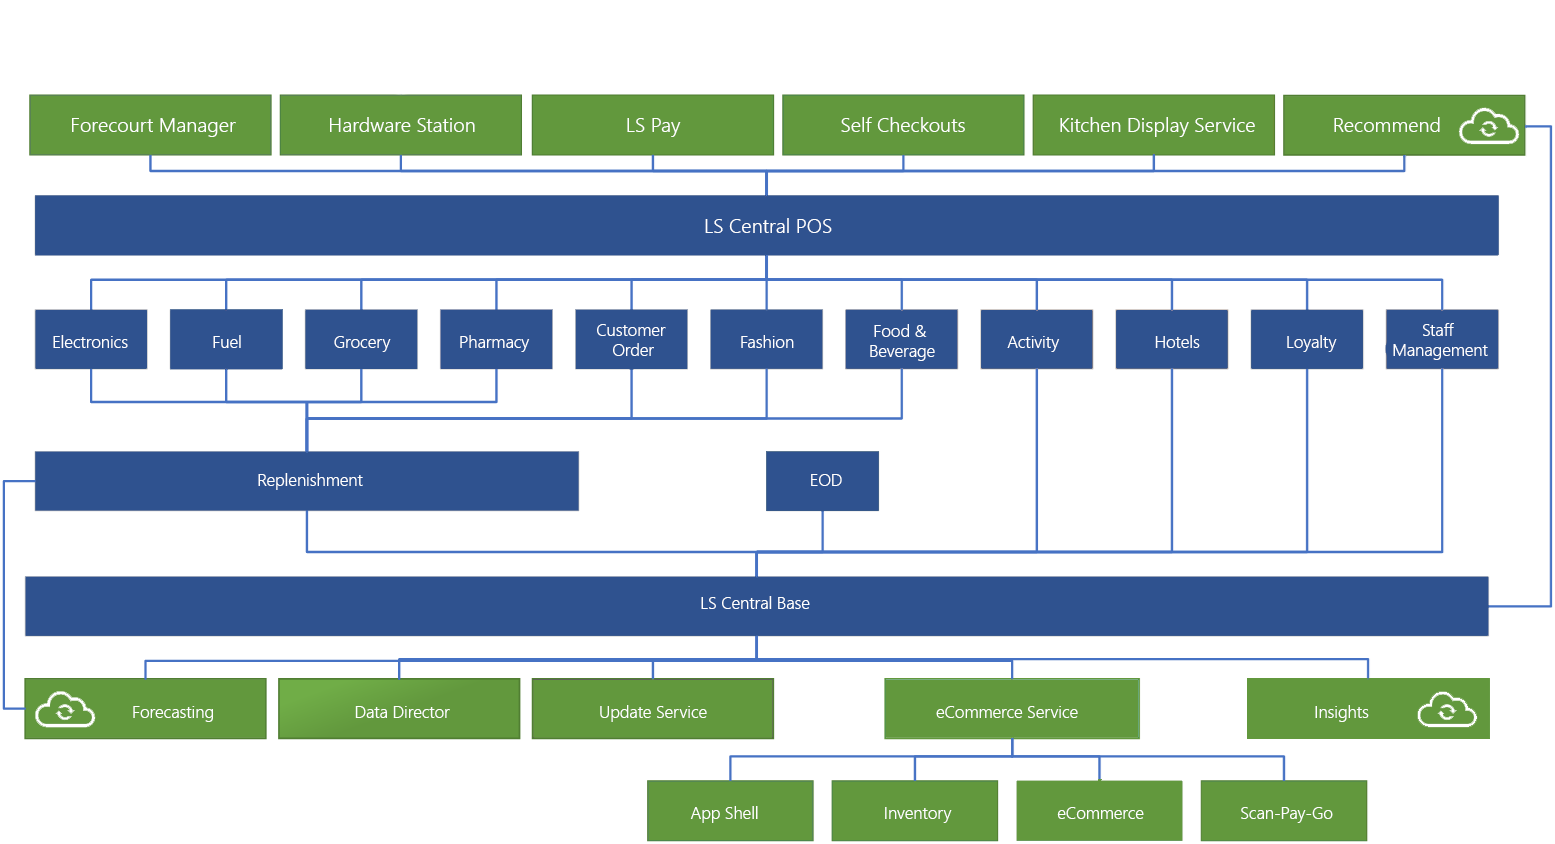 Forecourt Manager
Hardware Station
LS Pay
Self Checkouts
Kitchen Display Service
Recommend
LS Central POS
Electronics
Fuel
Grocery
Pharmacy
Customer
Order
Fashion
Food &
Beverage
Activity
Hotels
Loyalty
Staff
Management
Replenishment
EOD
LS Central Base
Forecasting
Data Director
Update Service
eCommerce Service
Insights
App Shell
Inventory
eCommerce
Scan-Pay-Go